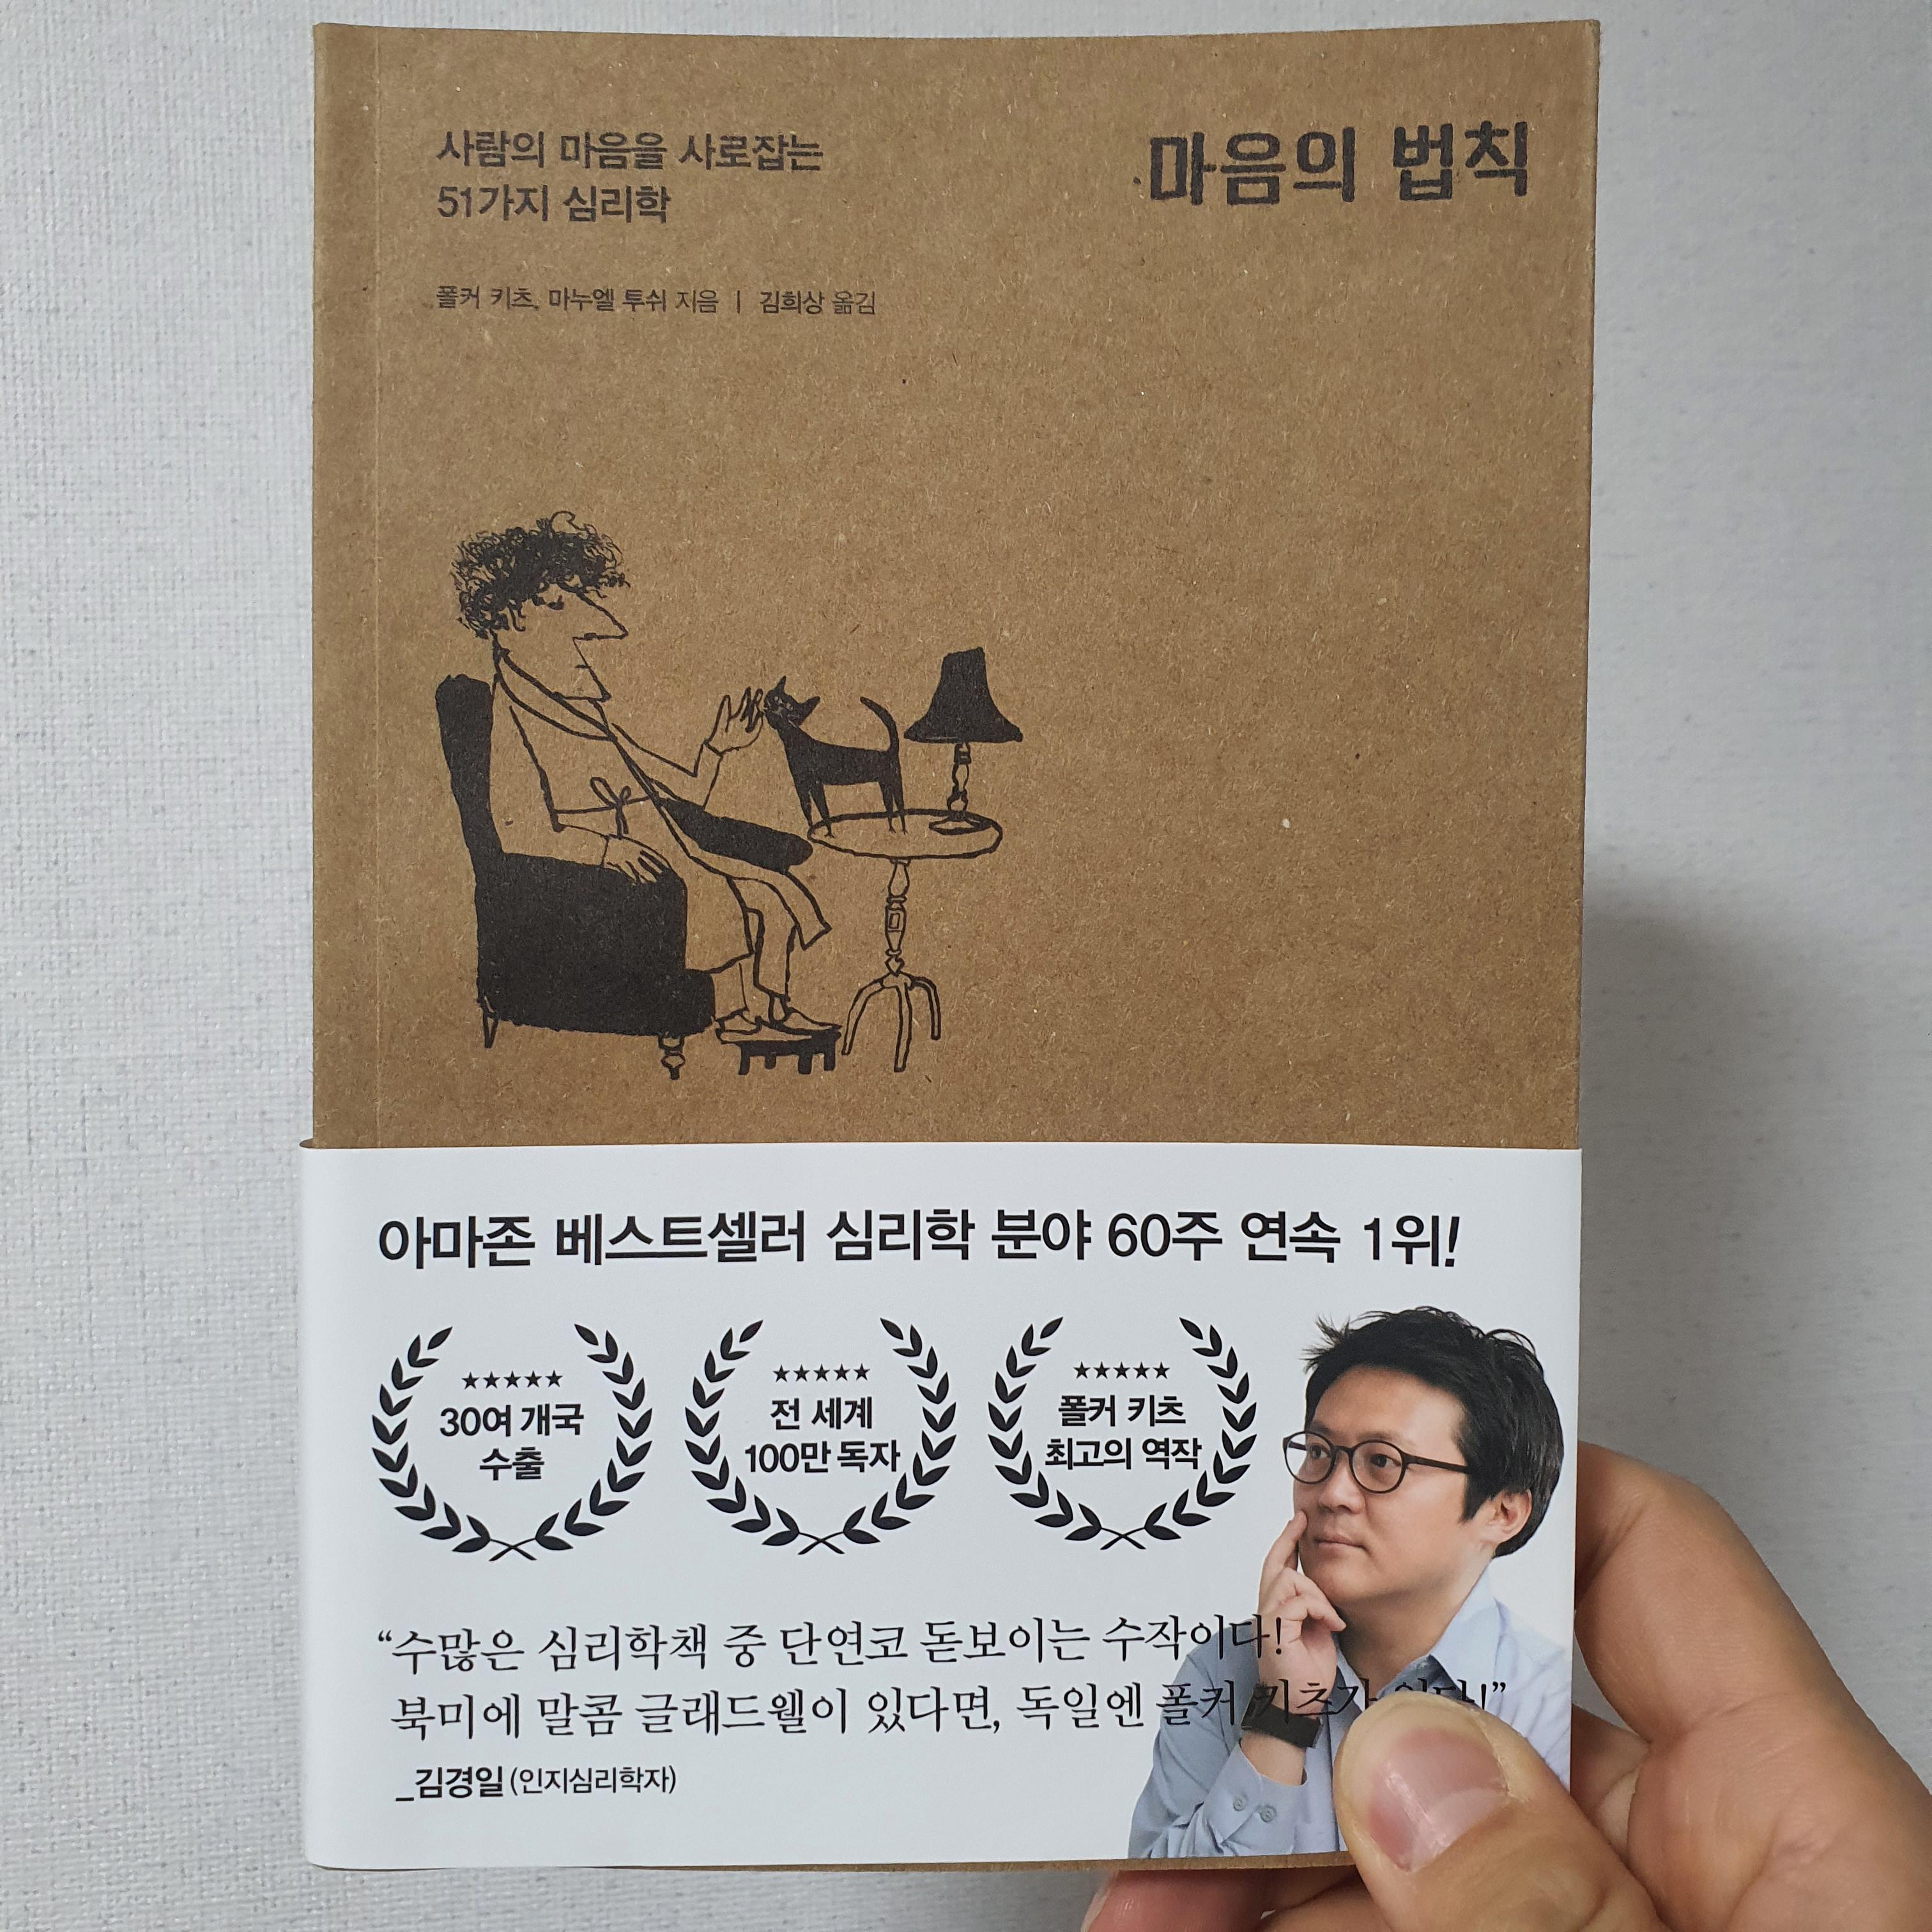 사람의 마음을 사로잡는
51가지 심리학
마음의 법칙
폴커 키츠, 마누엘 투쉬 지음 | 김희상 옮김
아마존 베스트셀러 심리학 분야 60주 연속 1위!
★★★★★
30여 개국
수출
★★★★★
전 세계
100만 독자
★★★★★
폴커 키츠
최고의 역작
“수많은 심리학책 중 단연코 돋보이는 수작이다!
북미에 말콤 글래드웰이 있다면, 독일엔 폴커 키츠가
_김경일 (인지심리학자)